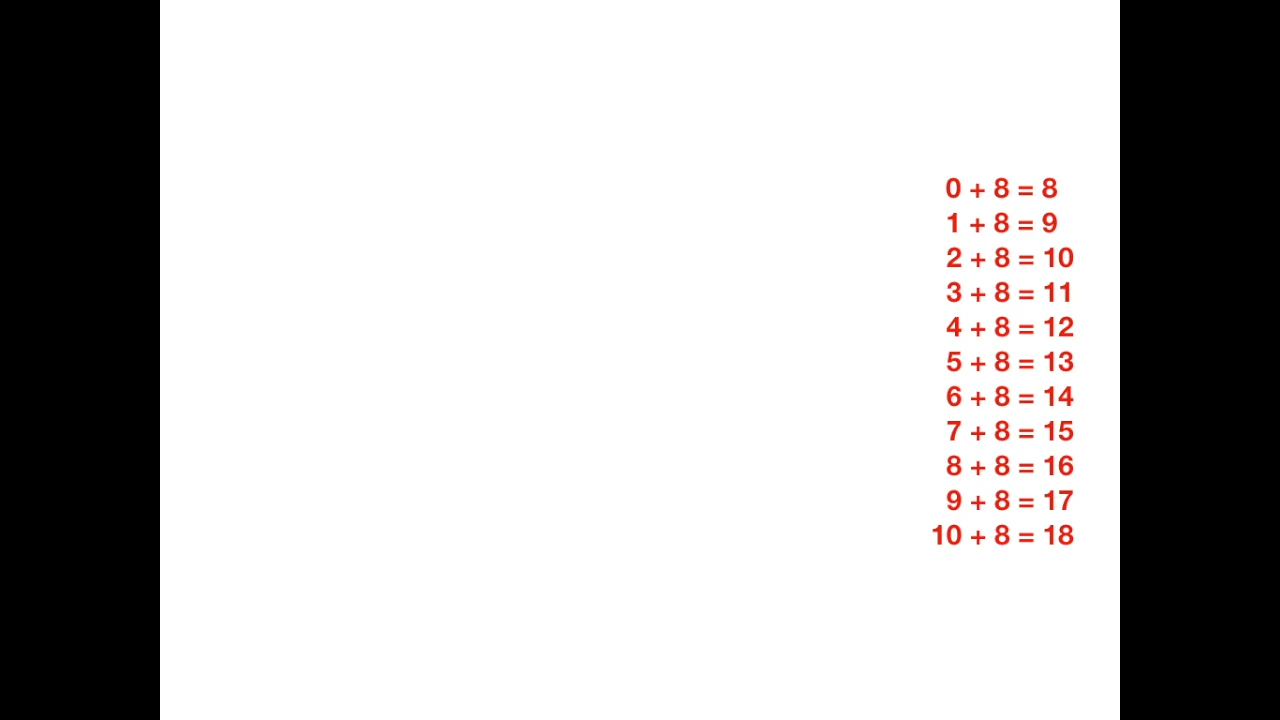 0 + 8 = 8
1 + 8 = 9
2 + 8 = 10
3 + 8 = 11
4 + 8 = 12
5 + 8 = 13
6 + 8 = 14
7 + 8 = 15
8 + 8 = 16
9 + 8 = 17
10 + 8 = 18